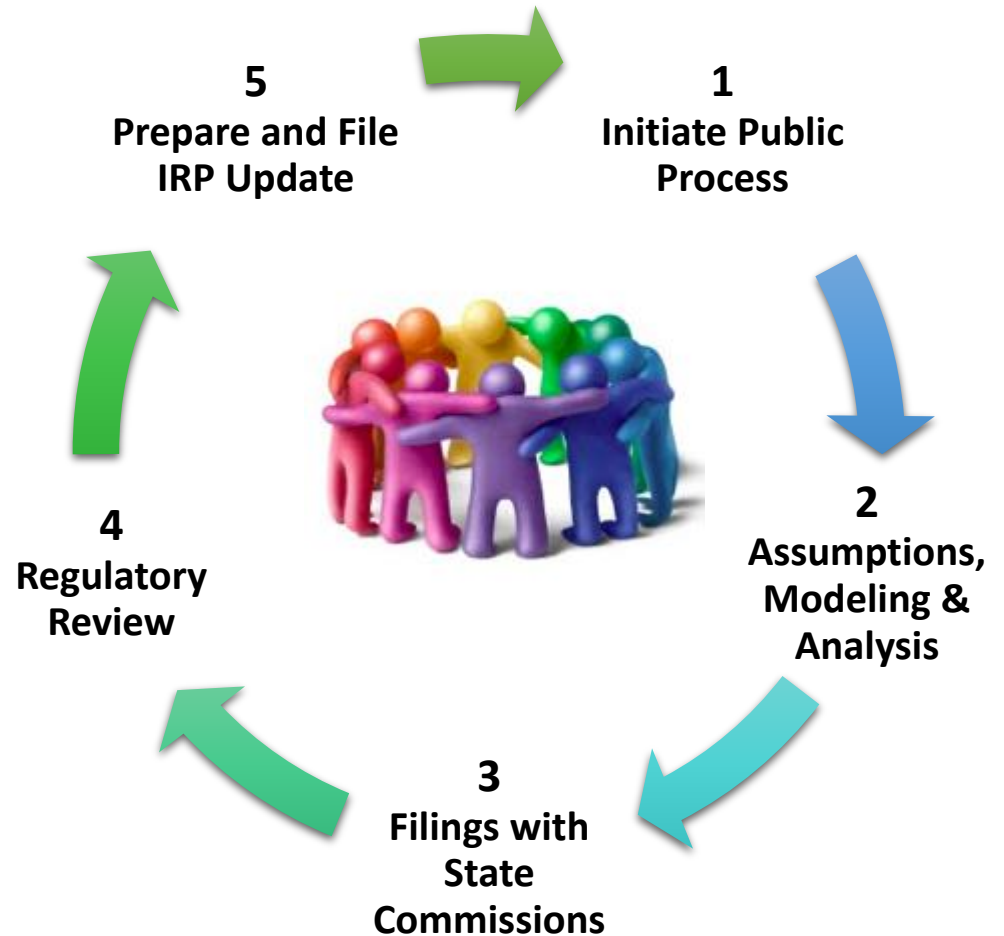 1
Initiate Public
Process
2
Assumptions,
Modeling &
Analysis
3
Filings with
State
Commissions
4
Regulatory
Review
5
Prepare and File
IRP Update